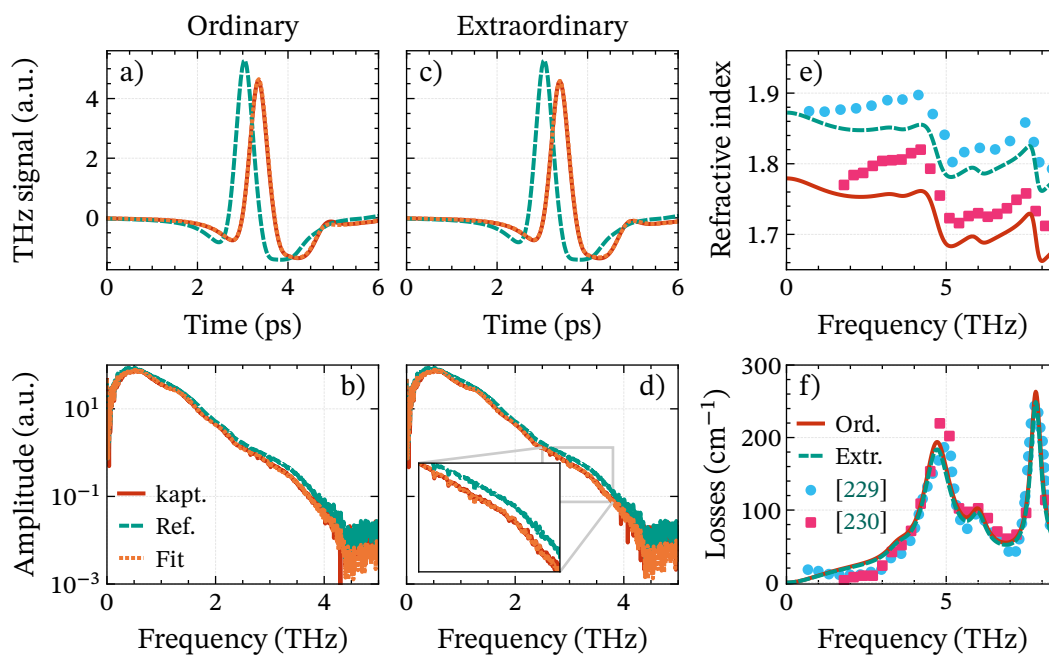 Ordinary
Extraordinary
a)
c)
e)
THz signal (a.u.)
4
2
0
0 2 4 6
Time (ps)
0 2 4 6
Time (ps)
Refractive index
1.9
1.8
1.7
0 5
Frequency (THz)
b)
d)
f)
Amplitude (a.u.)
10¹
10⁻¹
10⁻³
kapt.
Ref.
Fit
0 2 4
Frequency (THz)
0 2 4
Frequency (THz)
Losses (cm⁻¹)
300
200
100
0
Ord.
Extr.
[229]
[230]
0 5
Frequency (THz)